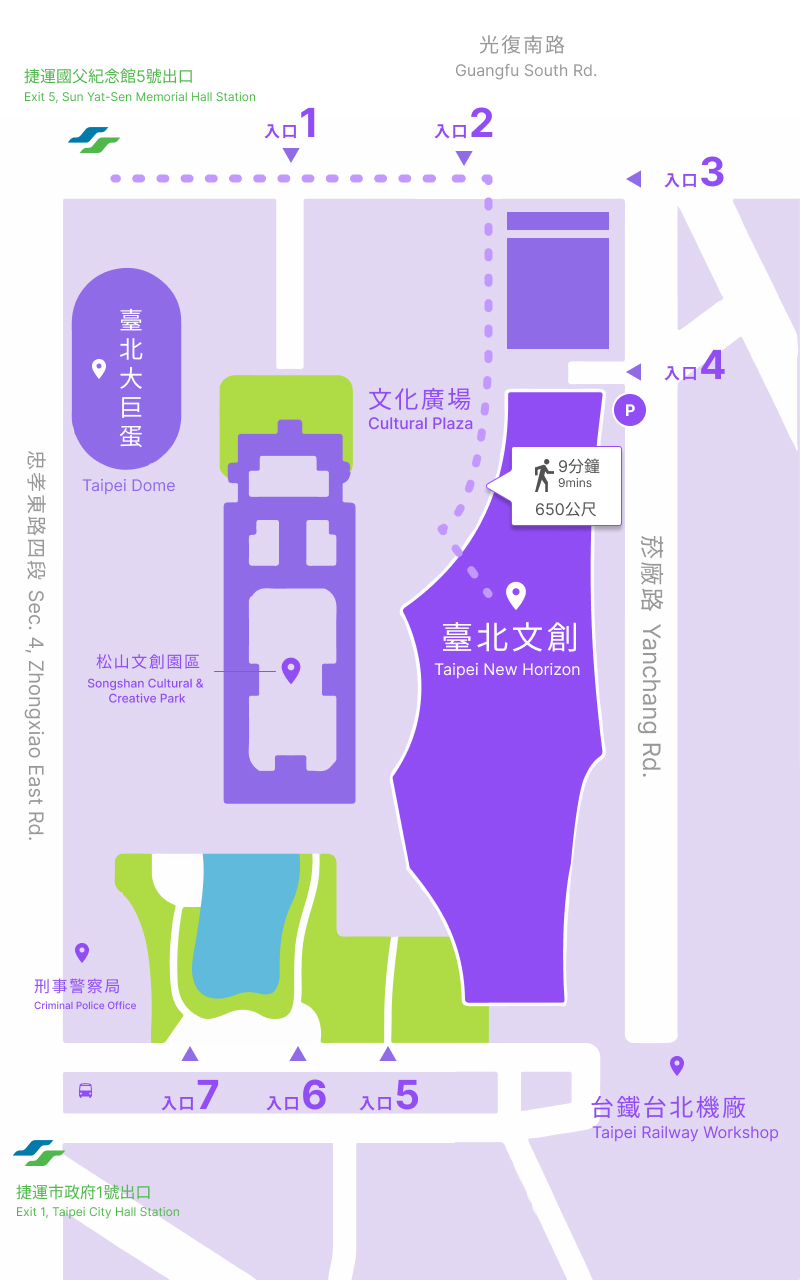 光復南路
Guangfu South Rd.
捷運國父紀念館5號出口
Exit 5, Sun Yat-Sen Memorial Hall Station
入口1
入口2
入口3
臺北大巨蛋
Taipei Dome
入口4
文化廣場
Cultural Plaza
P
9分鐘
9mins
650公尺
忠孝東路四段 Sec. 4, Zhongxiao East Rd.
菸廠路 Yanchang Rd.
臺北文創
Taipei New Horizon
松山文創園區
Songshan Cultural &
Creative Park
刑事警察局
Criminal Police Office
入口7
入口6
入口5
台鐵台北機廠
Taipei Railway Workshop
捷運市政府1號出口
Exit 1, Taipei City Hall Station